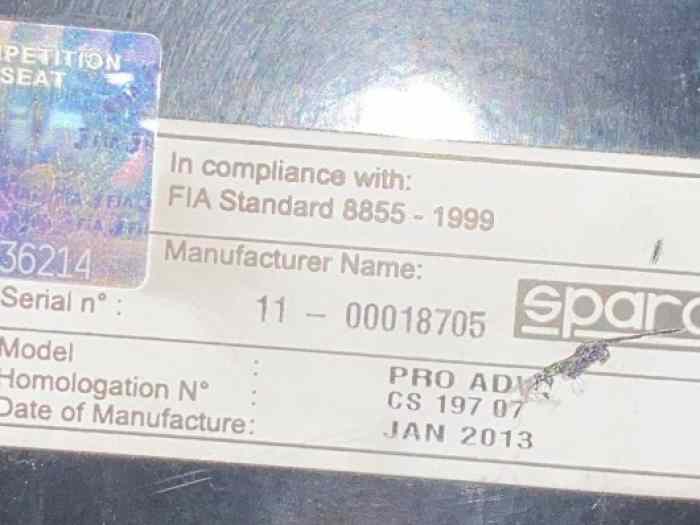 PETITION
SEAT
36214
In compliance with:
FIA Standard 8855 - 1999
Manufacturer Name:
sparc
Serial n° : 11 - 00018705
Model : PRO
Homologation N° : CS 197 07
Date of Manufacture: JAN 2013